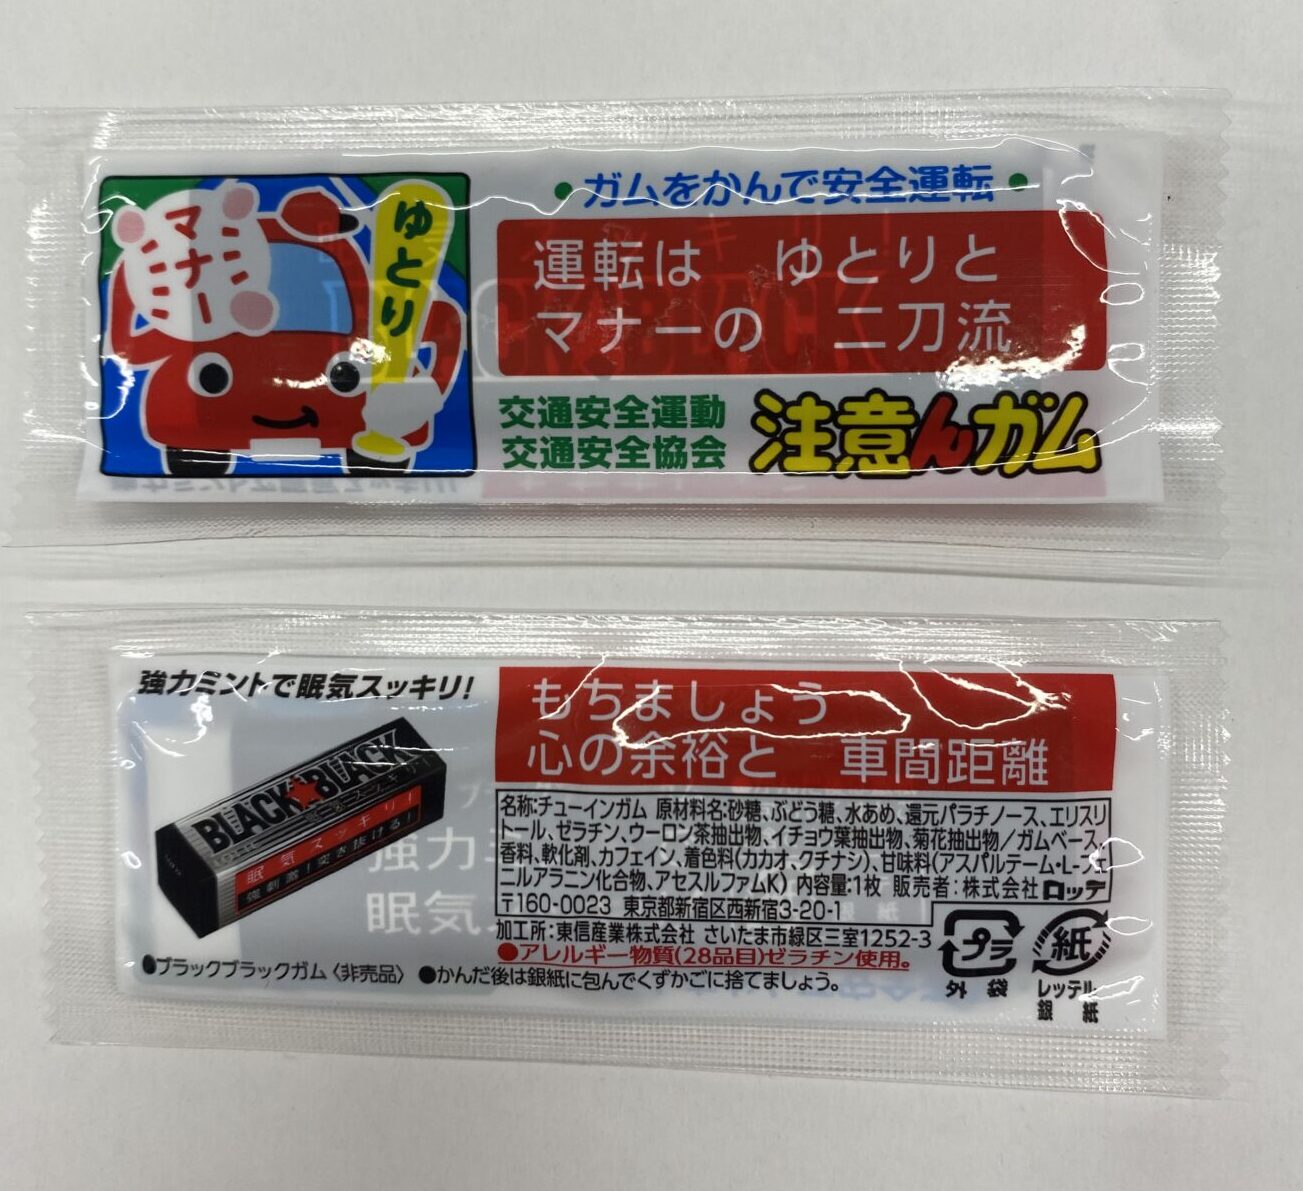 マナー
ゆとり
・ガムをかんで安全運転・
運転は ゆとりと
マナーの 二刀流
交通安全運動
交通安全協会
注意んガム
強力ミントで眠気スッキリ!
BLACK★BLACK
眠気スッキリ!
強刺激!突き抜ける!
もちましょう
心の余裕と 車間距離
名称:チューインガム 原材料名:砂糖、ぶどう糖、水あめ、還元パラチノース、エリスリ
トール、ゼラチン、ウーロン茶抽出物、イチョウ葉抽出物、菊花抽出物/ガムベース、
香料、軟化剤、カフェイン、着色料(カカオ、クチナシ)、甘味料(アスパルテーム・L-フェ
ニルアラニン化合物、アセスルファムK) 内容量:1枚 販売者:株式会社ロッテ
〒160-0023 東京都新宿区西新宿3-20-1
加工所:東信産業株式会社 さいたま市緑区三室1252-3
●アレルギー物質(28品目)ゼラチン使用。
●ブラックブラックガム〈非売品〉 ●かんだ後は銀紙に包んでくずかごに捨てましょう。
プラ
外 袋
紙
レッテル
銀 紙